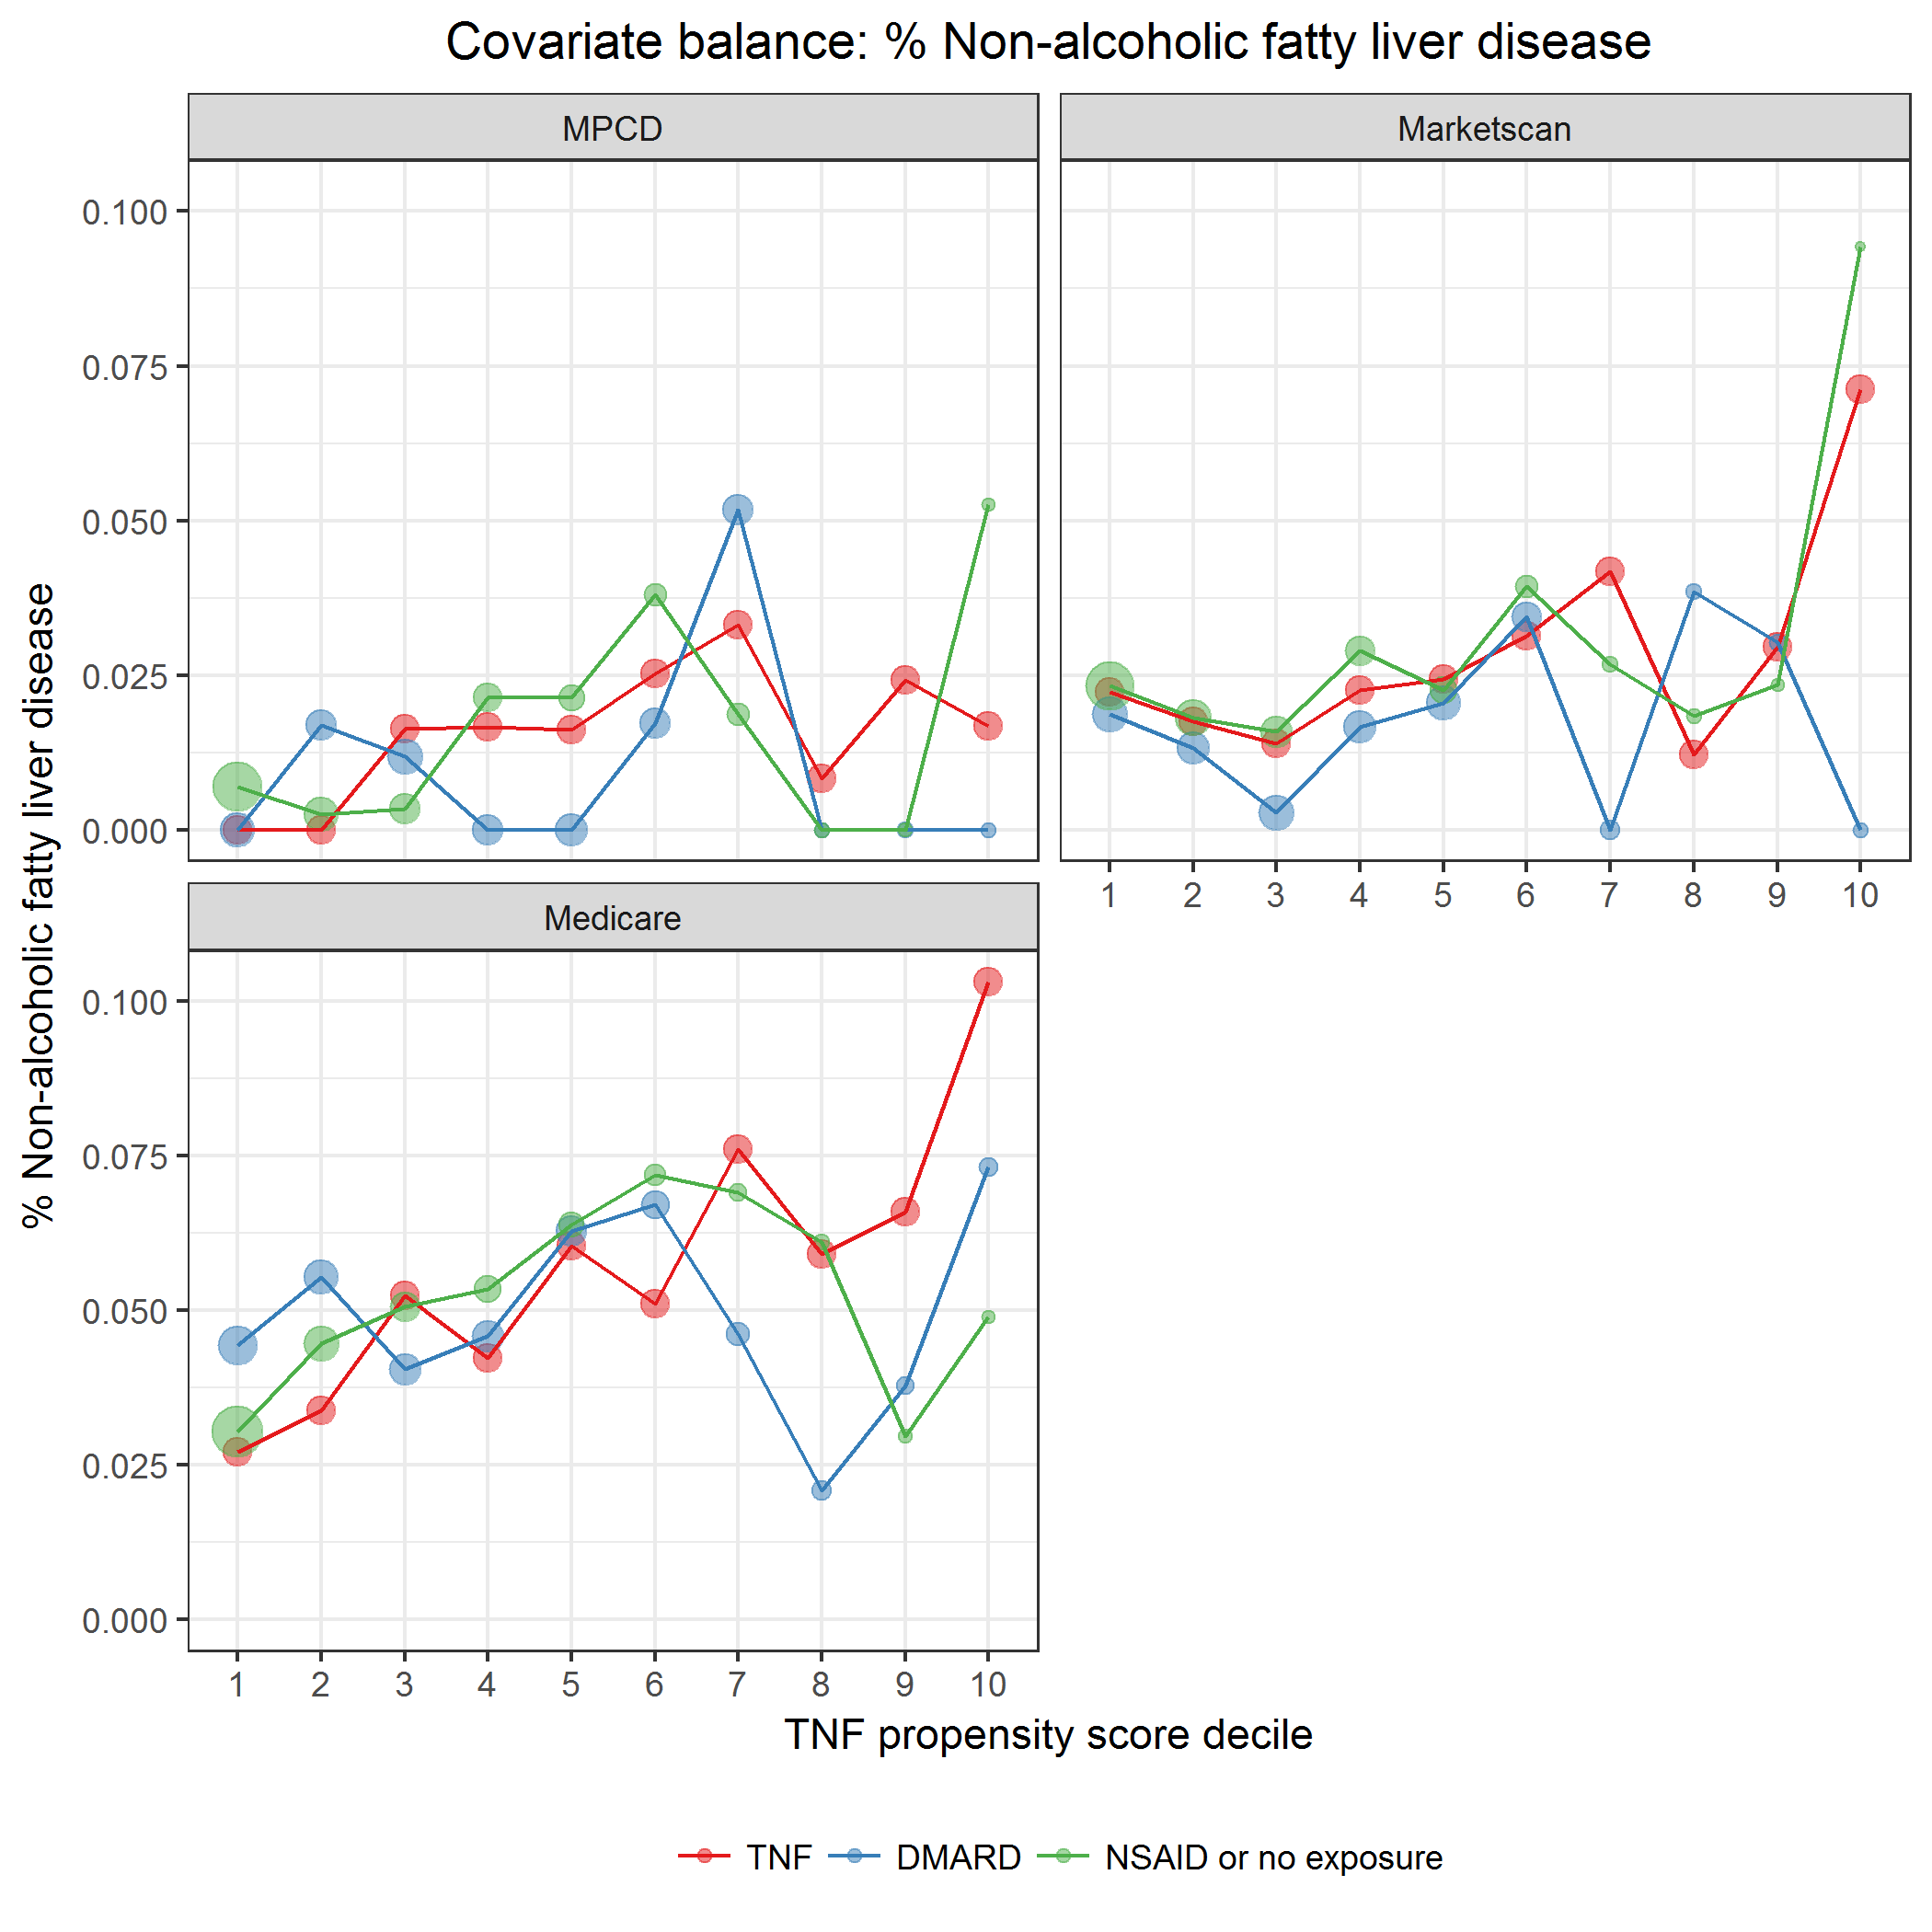 Covariate balance: % Non-alcoholic fatty liver disease
MPCD
Marketscan
0.100
0.075
0.050
0.025
0.000
1 2 3 4 5 6 7 8 9 10
Medicare
0.100
0.075
0.050
0.025
0.000
1 2 3 4 5 6 7 8 9 10
% Non-alcoholic fatty liver disease
TNF propensity score decile
TNF DMARD NSAID or no exposure